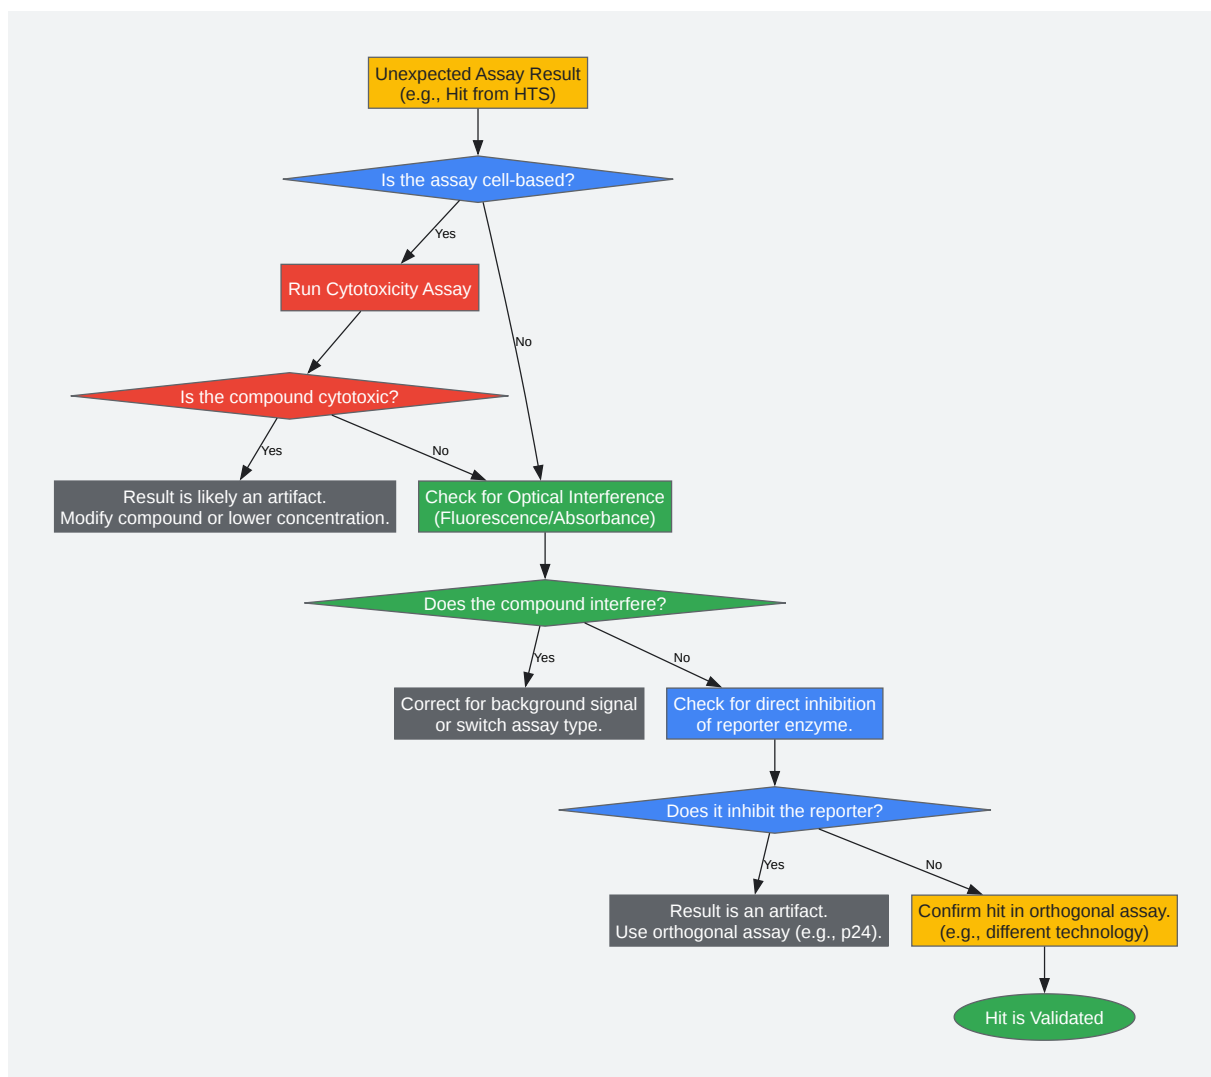 Unexpected Assay Result
(e.g., Hit from HTS)
Is the assay cell-based?
Yes
Run Cytotoxicity Assay
No
Is the compound cytotoxic?
Yes
No
Result is likely an artifact.
Modify compound or lower concentration.
Check for Optical Interference
(Fluorescence/Absorbance)
Does the compound interfere?
Yes
No
Correct for background signal
or switch assay type.
Check for direct inhibition
of reporter enzyme.
Does it inhibit the reporter?
Yes
No
Result is an artifact.
Use orthogonal assay (e.g., p24).
Confirm hit in orthogonal assay.
(e.g., different technology)
Hit is Validated